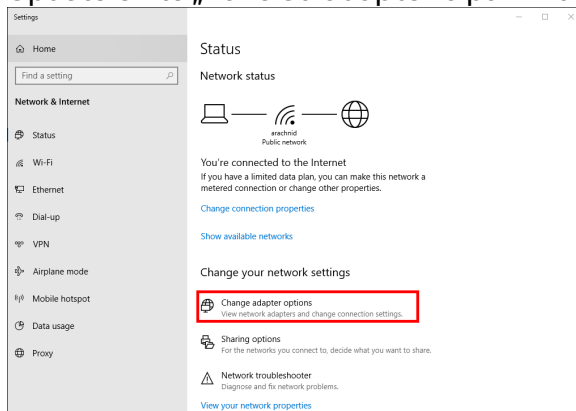 Settings
Home
Find a setting
Network & Internet
Status
Wi-Fi
Ethernet
Dial-up
VPN
Airplane mode
Mobile hotspot
Data usage
Proxy
Status
Network status
arachnid
Public network
You're connected to the Internet
If you have a limited data plan, you can make this network a
metered connection or change other properties.
Change connection properties
Show available networks
Change your network settings
Change adapter options
View network adapters and change connection settings.
Sharing options
For the networks you connect to, decide what you want to share.
Network troubleshooter
Diagnose and fix network problems.
View your network properties